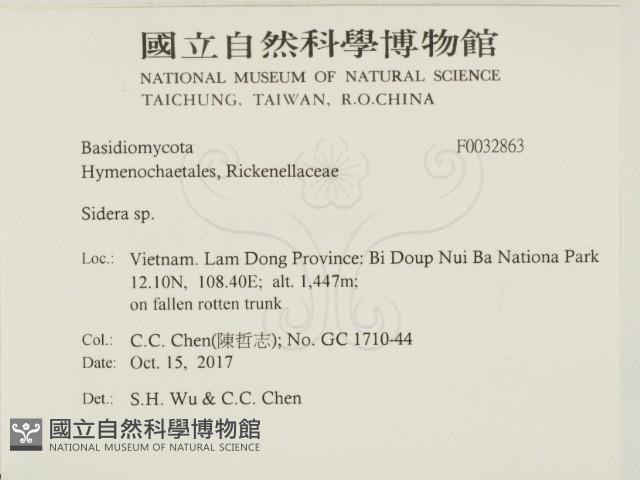 國立自然科學博物館
NATIONAL MUSEUM OF NATURAL SCIENCE
TAICHUNG, TAIWAN, R.O.CHINA
Basidiomycota F0032863
Hymenochaetales, Rickenellaceae
Sidera sp.
Loc.: Vietnam. Lam Dong Province: Bi Doup Nui Ba Nationa Park
12.10N, 108.40E; alt. 1,447m;
on fallen rotten trunk
Col.: C.C. Chen(陳哲志); No. GC 1710-44
Date: Oct. 15, 2017
Det.: S.H. Wu & C.C. Chen
國立自然科學博物館
NATIONAL MUSEUM OF NATURAL SCIENCE